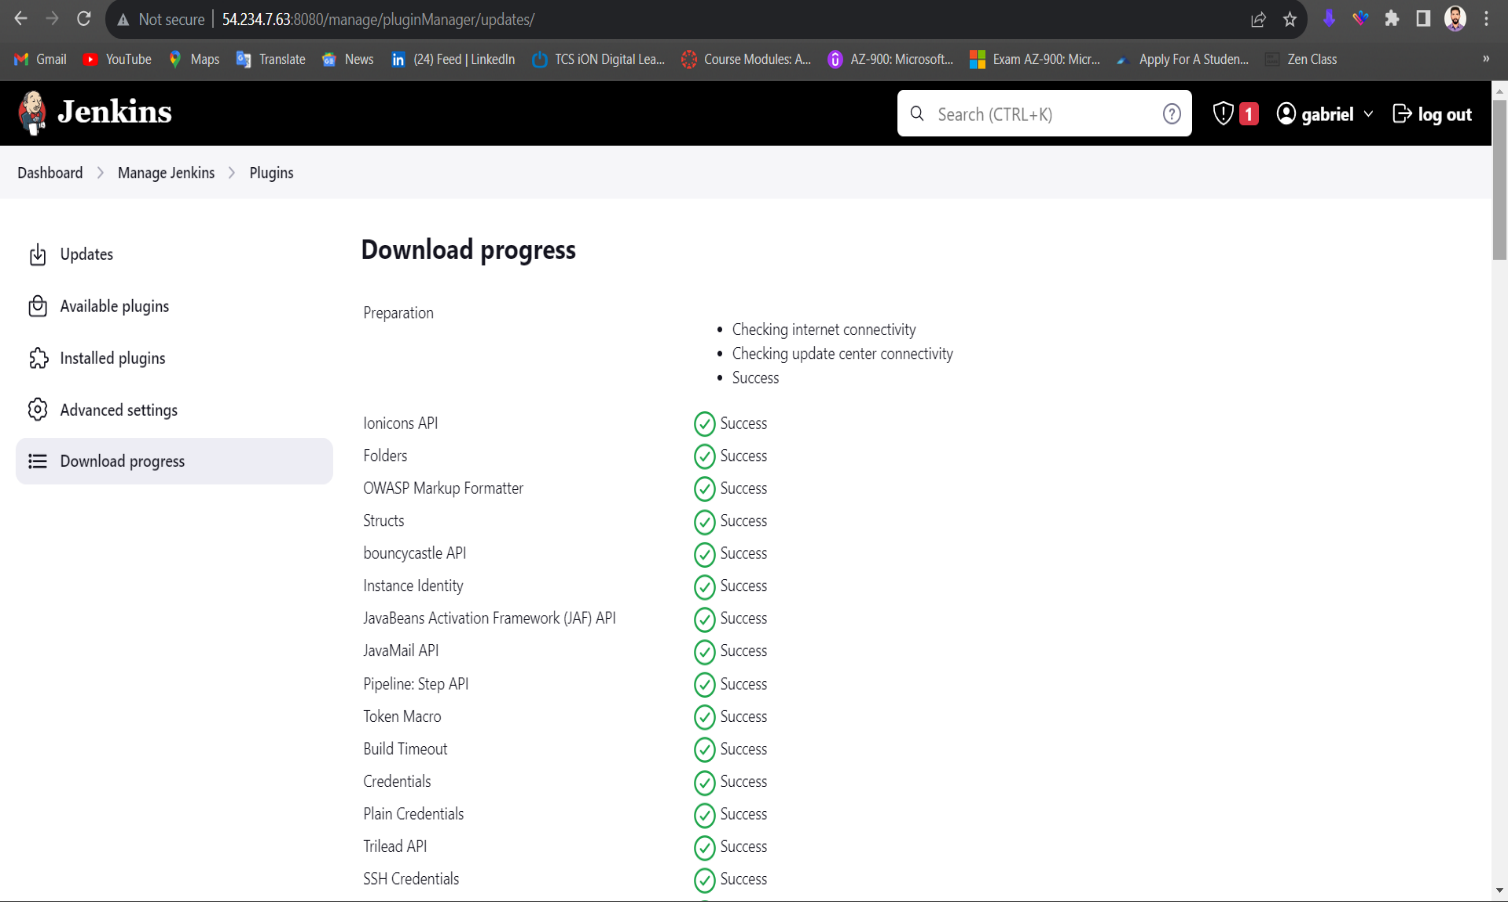 Not secure | 54.234.7.63:8080/manage/pluginManager/updates/
Gmail YouTube Maps Translate News (24) Feed | LinkedIn TCS iON Digital Lea... Course Modules: A... AZ-900: Microsoft... Exam AZ-900: Micr... Apply For A Studen... Zen Class »
Jenkins Search (CTRL+K) 1 gabriel log out
Dashboard Manage Jenkins Plugins
Updates
Available plugins
Installed plugins
Advanced settings
Download progress
Download progress
Preparation
• Checking internet connectivity
• Checking update center connectivity
• Success
Ionicons API Success
Folders Success
OWASP Markup Formatter Success
Structs Success
bouncycastle API Success
Instance Identity Success
JavaBeans Activation Framework (JAF) API Success
JavaMail API Success
Pipeline: Step API Success
Token Macro Success
Build Timeout Success
Credentials Success
Plain Credentials Success
Trilead API Success
SSH Credentials Success